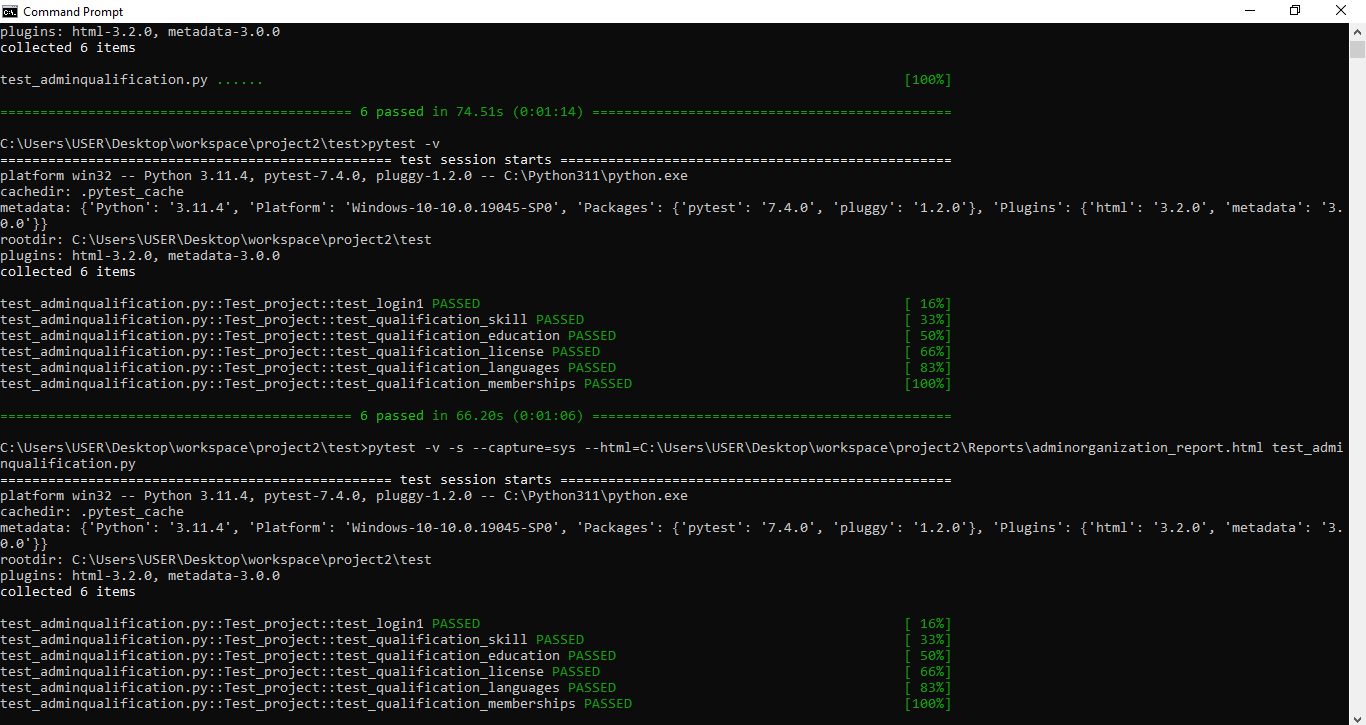 Command Prompt
plugins: html-3.2.0, metadata-3.0.0
collected 6 items
test_adminqualification.py ...... [100%]
============================================ 6 passed in 74.51s (0:01:14) =============================================
C:\Users\USER\Desktop\workspace\project2\test>pytest -v
================================================= test session starts =================================================
platform win32 -- Python 3.11.4, pytest-7.4.0, pluggy-1.2.0 -- C:\Python311\python.exe
cachedir: .pytest_cache
metadata: {'Python': '3.11.4', 'Platform': 'Windows-10-10.0.19045-SP0', 'Packages': {'pytest': '7.4.0', 'pluggy': '1.2.0'}, 'Plugins': {'html': '3.2.0', 'metadata': '3.
0.0'}}
rootdir: C:\Users\USER\Desktop\workspace\project2\test
plugins: html-3.2.0, metadata-3.0.0
collected 6 items
test_adminqualification.py::Test_project::test_login1 PASSED [ 16%]
test_adminqualification.py::Test_project::test_qualification_skill PASSED [ 33%]
test_adminqualification.py::Test_project::test_qualification_education PASSED [ 50%]
test_adminqualification.py::Test_project::test_qualification_license PASSED [ 66%]
test_adminqualification.py::Test_project::test_qualification_languages PASSED [ 83%]
test_adminqualification.py::Test_project::test_qualification_memberships PASSED [100%]
============================================ 6 passed in 66.20s (0:01:06) =============================================
C:\Users\USER\Desktop\workspace\project2\test>pytest -v -s --capture=sys --html=C:\Users\USER\Desktop\workspace\project2\Reports\adminorganization_report.html test_admi
nqualification.py
================================================= test session starts =================================================
platform win32 -- Python 3.11.4, pytest-7.4.0, pluggy-1.2.0 -- C:\Python311\python.exe
cachedir: .pytest_cache
metadata: {'Python': '3.11.4', 'Platform': 'Windows-10-10.0.19045-SP0', 'Packages': {'pytest': '7.4.0', 'pluggy': '1.2.0'}, 'Plugins': {'html': '3.2.0', 'metadata': '3.
0.0'}}
rootdir: C:\Users\USER\Desktop\workspace\project2\test
plugins: html-3.2.0, metadata-3.0.0
collected 6 items
test_adminqualification.py::Test_project::test_login1 PASSED [ 16%]
test_adminqualification.py::Test_project::test_qualification_skill PASSED [ 33%]
test_adminqualification.py::Test_project::test_qualification_education PASSED [ 50%]
test_adminqualification.py::Test_project::test_qualification_license PASSED [ 66%]
test_adminqualification.py::Test_project::test_qualification_languages PASSED [ 83%]
test_adminqualification.py::Test_project::test_qualification_memberships PASSED [100%]